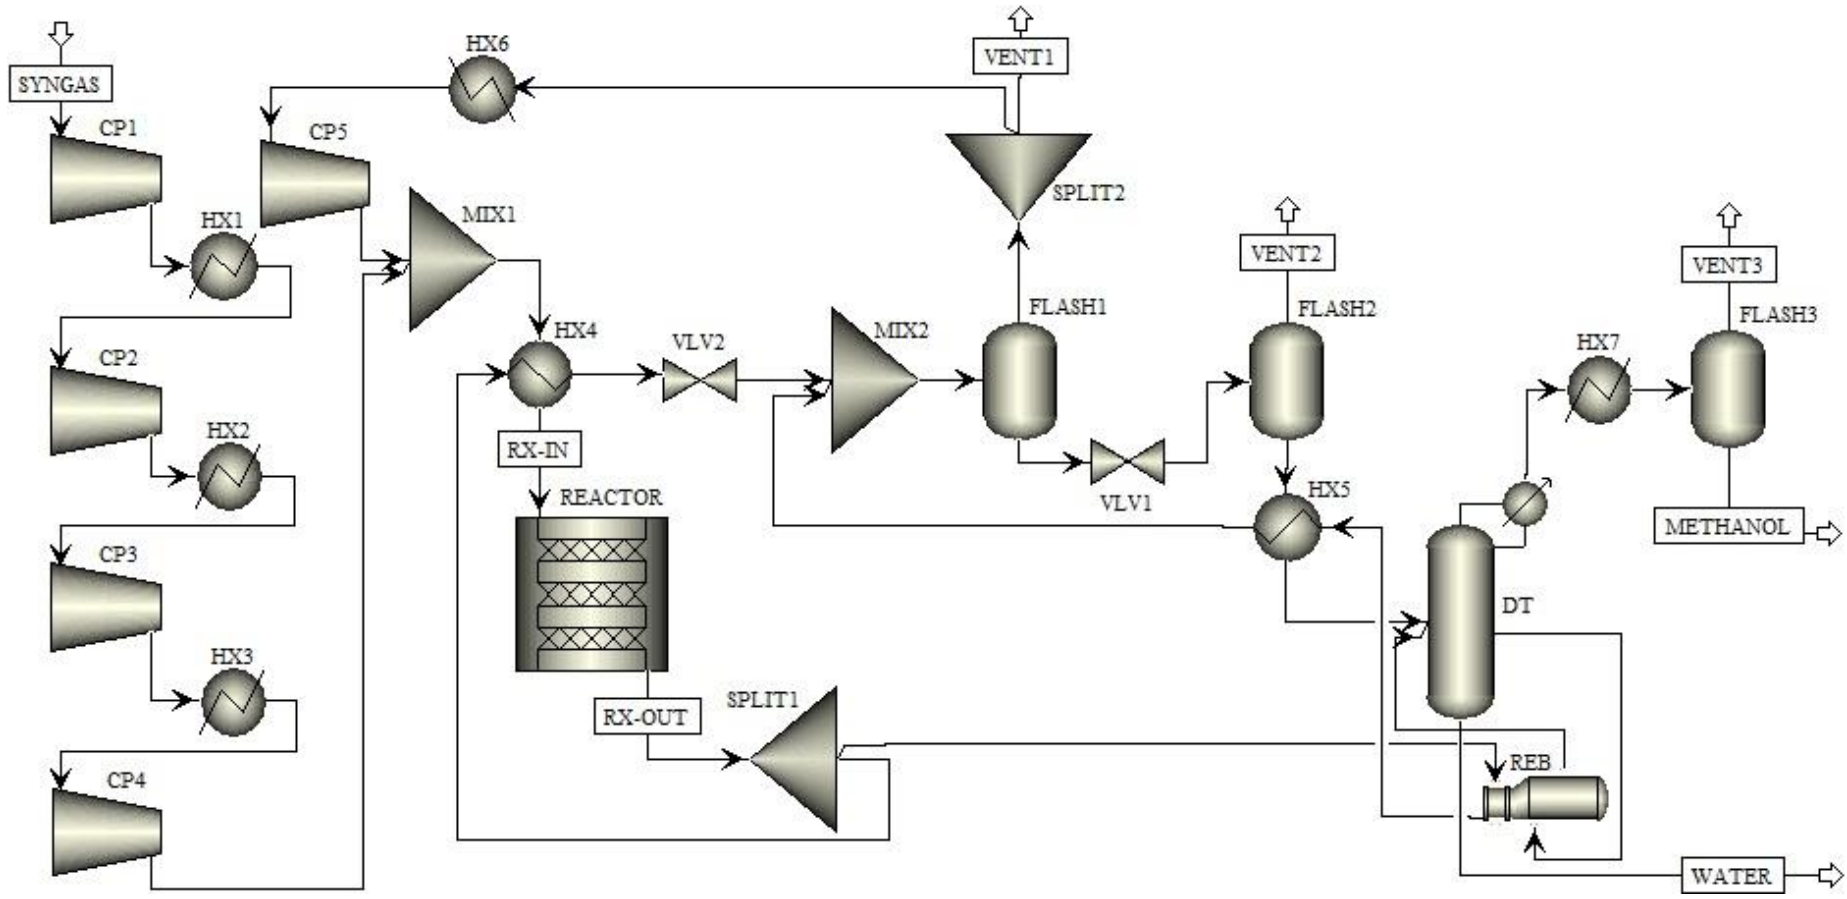 HX6
VENT1
SYNGAS
CP1
CP5
SPLIT2
MIX1
HX1
VENT2
VENT3
FLASH1
FLASH2
FLASH3
HX4
VLV2
MIX2
HX7
CP2
HX2
RX-IN
REACTOR
VLV1
HX5
METHANOL
CP3
DT
HX3
SPLIT1
RX-OUT
REB
CP4
WATER